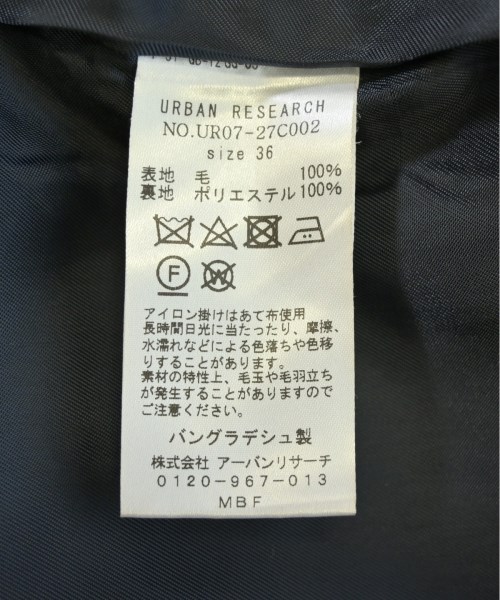 URBAN RESEARCH
NO.UR07-27C002
size 36
表地 毛 100%
裏地 ポリエステル 100%
F W
アイロン掛けはあて布使用
長時間日光に当たったり、摩擦、
水濡れなどによる色落ちや色移
りすることがあります。
素材の特性上、毛玉や毛羽立ち
が発生することがありますので
ご注意ください。
バングラデシュ製
株式会社 アーバンリサーチ
0120-967-013
MBF